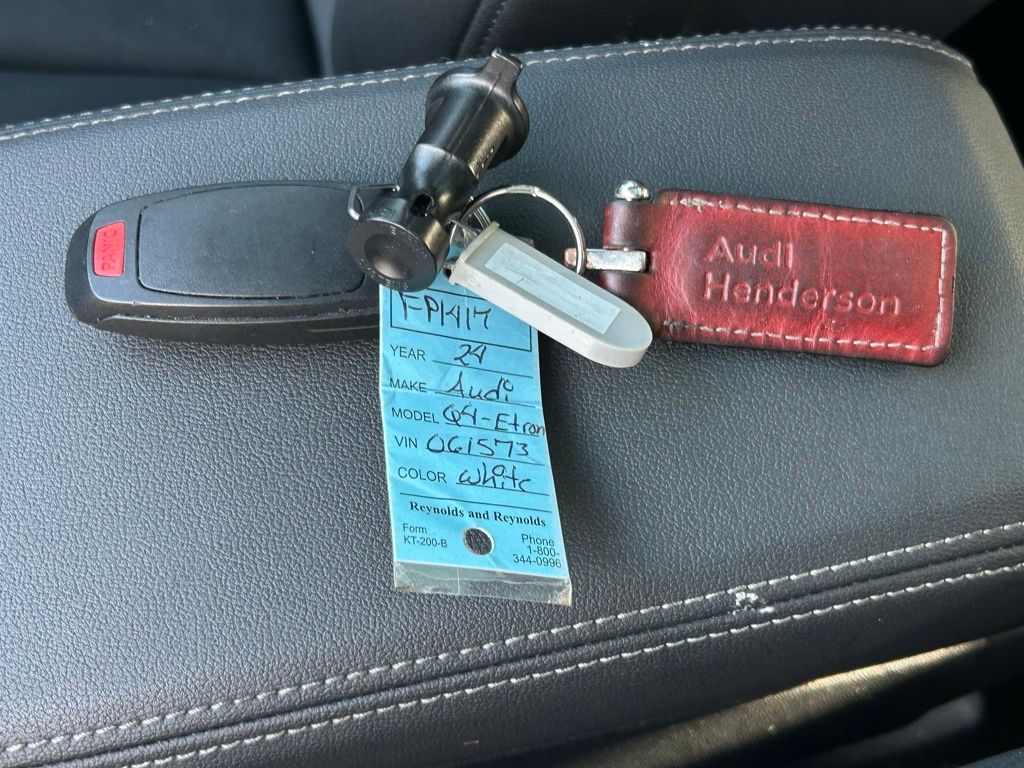 PANIC
Audi
Henderson
YEAR 24
MAKE Audi
MODEL Q4-Etron
VIN 061573
COLOR White
Reynolds and Reynolds
Form
KT-200-B
Phone
1-800-
344-0996